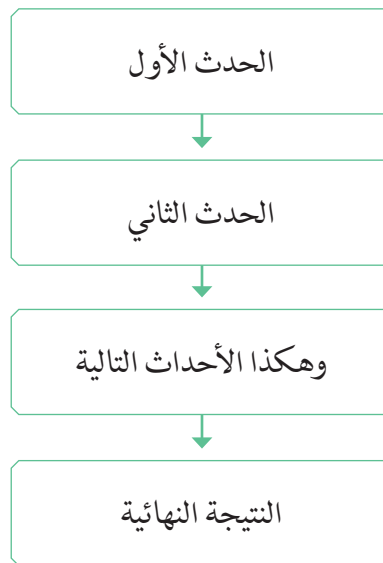 الحدث الأول
الحدث الثاني
وهكذا الأحداث التالية
النتيجة النهائية